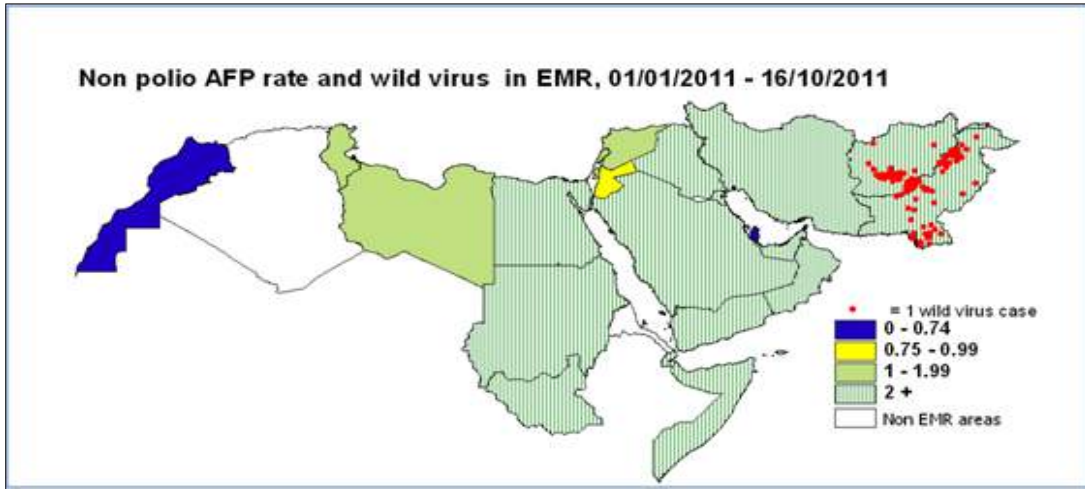 Non polio AFP rate and wild virus in EMR, 01/01/2011 - 16/10/2011
= 1 wild virus case
0 - 0.74
0.75 - 0.99
1 - 1.99
2 +
Non EMR areas